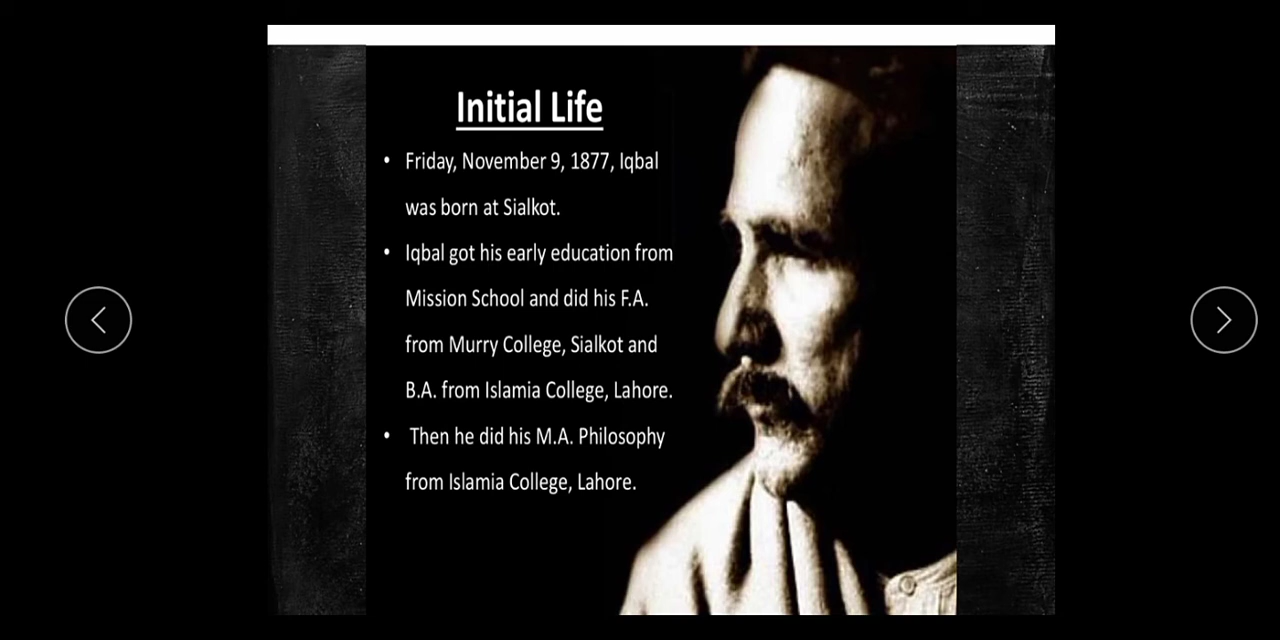 Initial Life
• Friday, November 9, 1877, Iqbal
was born at Sialkot.
• Iqbal got his early education from
Mission School and did his F.A.
from Murry College, Sialkot and
B.A. from Islamia College, Lahore.
• Then he did his M.A. Philosophy
from Islamia College, Lahore.